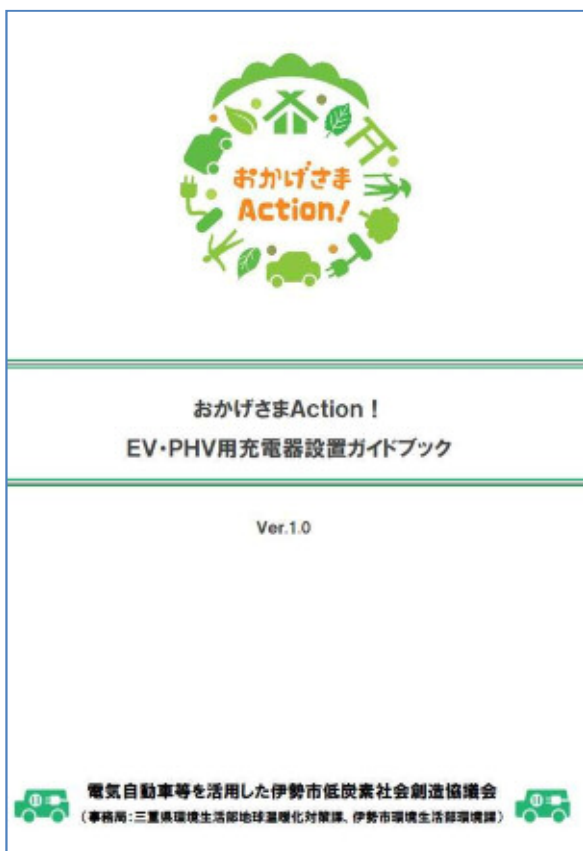 おかげさま
Action!
おかげさまAction！
EV・PHV用充電器設置ガイドブック
Ver.1.0
電気自動車等を活用した伊勢市低炭素社会創造協議会
（事務局：三重県環境生活部地球温暖化対策課、伊勢市環境生活部環境課）